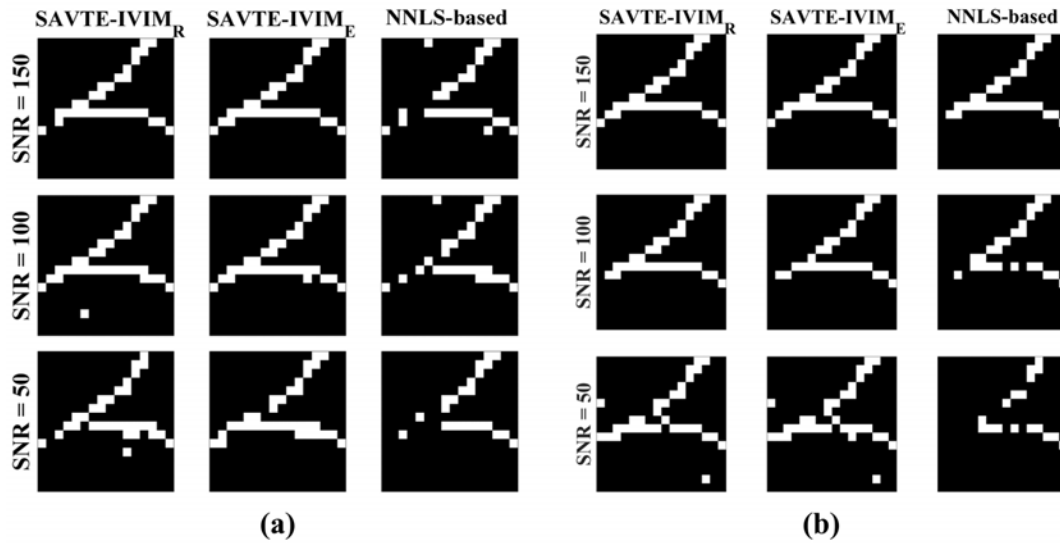 SAVTE-IVIM_R SAVTE-IVIM_E NNLS-based SAVTE-IVIM_R SAVTE-IVIM_E NNLS-based
SNR = 150 SNR = 150
SNR = 100 SNR = 100
SNR = 50 SNR = 50
(a) (b)